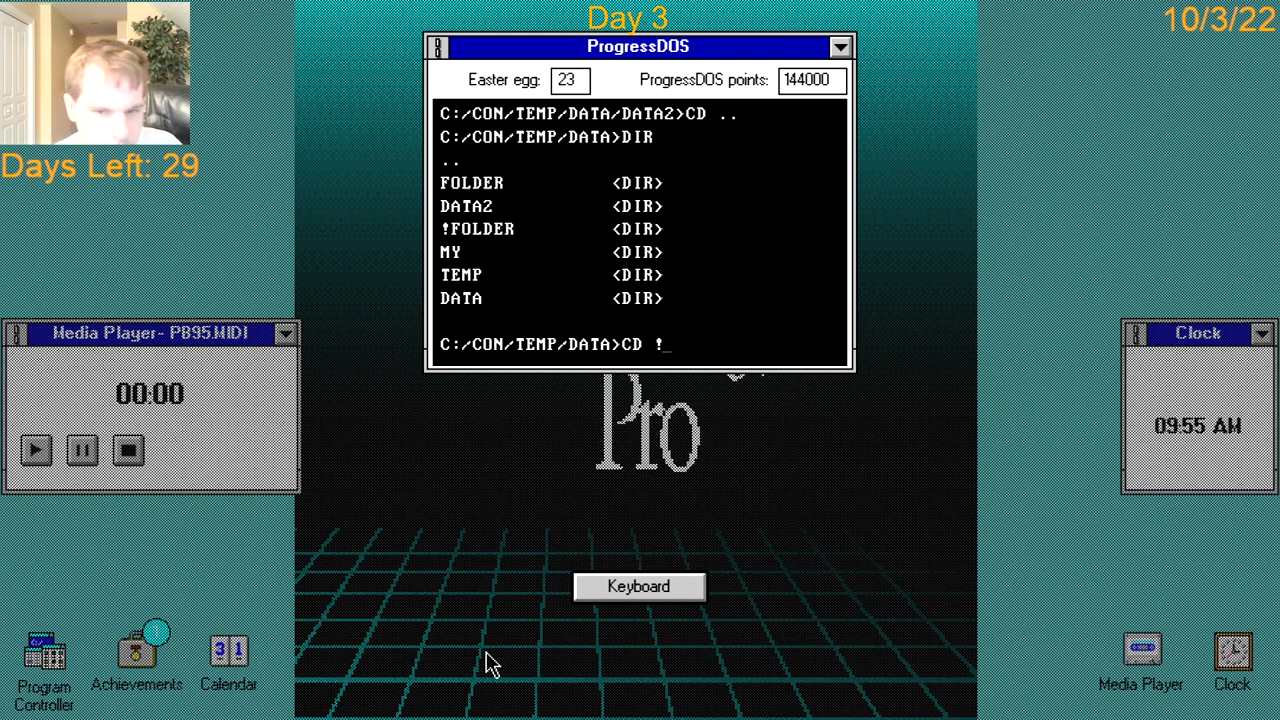 Day 3
10/3/22
ProgressDOS
Easter egg: 23 ProgressDOS points: 144000
C:/CON/TEMP/DATA/DATA2>CD ..
C:/CON/TEMP/DATA>DIR
..
FOLDER <DIR>
DATA2 <DIR>
!FOLDER <DIR>
MY <DIR>
TEMP <DIR>
DATA <DIR>
C:/CON/TEMP/DATA>CD !_
Days Left: 29
Media Player- PB95.MIDI
00:00
Clock
09:55 AM
Pro
Keyboard
Program Controller
1
Achievements
3 1
Calendar
Media Player
Clock